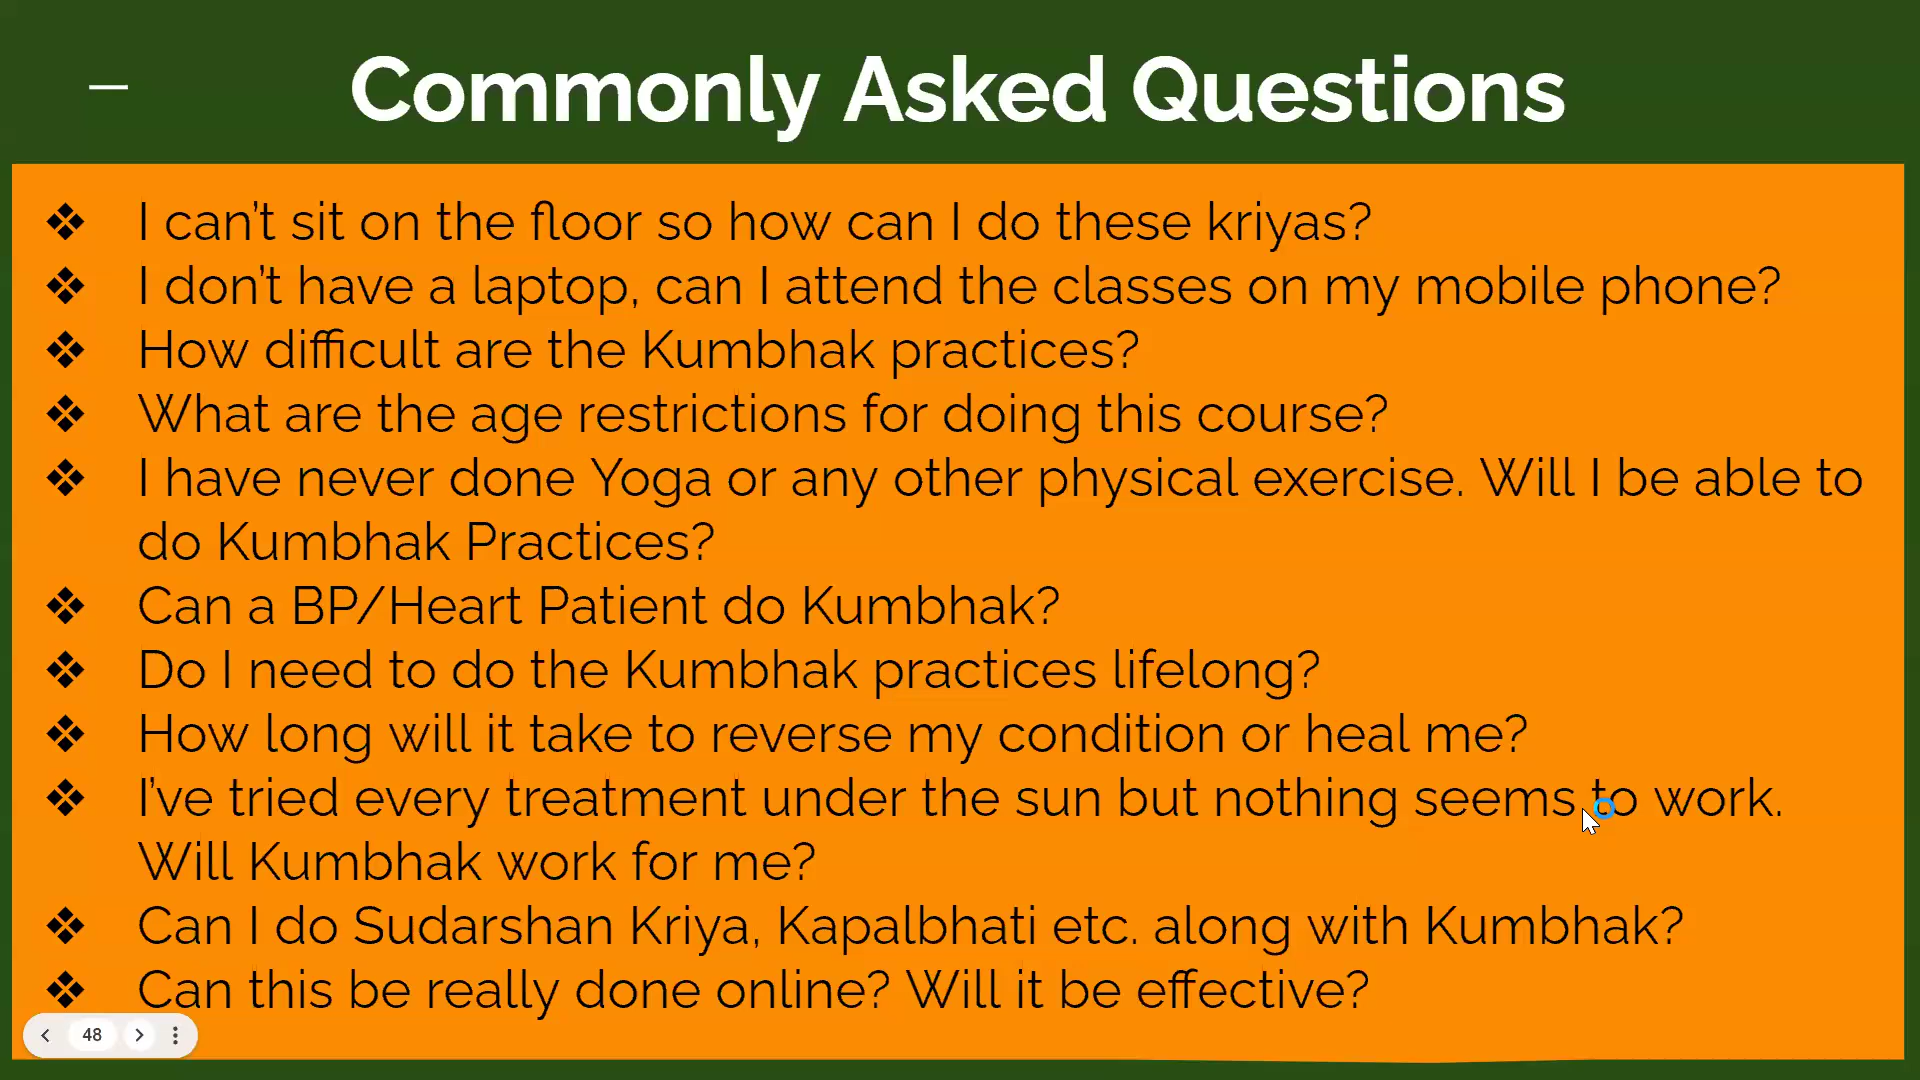 Commonly Asked Questions
❖ I can't sit on the floor so how can I do these kriyas?
❖ I don't have a laptop, can I attend the classes on my mobile phone?
❖ How difficult are the Kumbhak practices?
❖ What are the age restrictions for doing this course?
❖ I have never done Yoga or any other physical exercise. Will I be able to
do Kumbhak Practices?
❖ Can a BP/Heart Patient do Kumbhak?
❖ Do I need to do the Kumbhak practices lifelong?
❖ How long will it take to reverse my condition or heal me?
❖ I've tried every treatment under the sun but nothing seems to work.
Will Kumbhak work for me?
❖ Can I do Sudarshan Kriya, Kapalbhati etc. along with Kumbhak?
❖ Can this be really done online? Will it be effective?
48